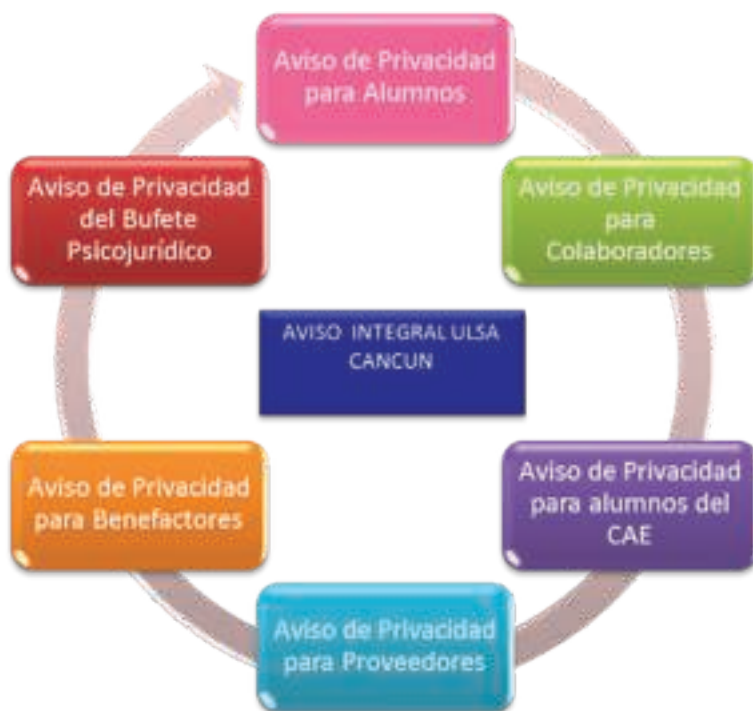 Aviso de Privacidad
para Alumnos
Aviso de Privacidad
para
Colaboradores
Aviso de Privacidad
para alumnos del
CAE
Aviso de Privacidad
para Proveedores
Aviso de Privacidad
para Benefactores
Aviso de Privacidad
del Bufete
Psicojurídico
AVISO INTEGRAL ULSA
CANCUN